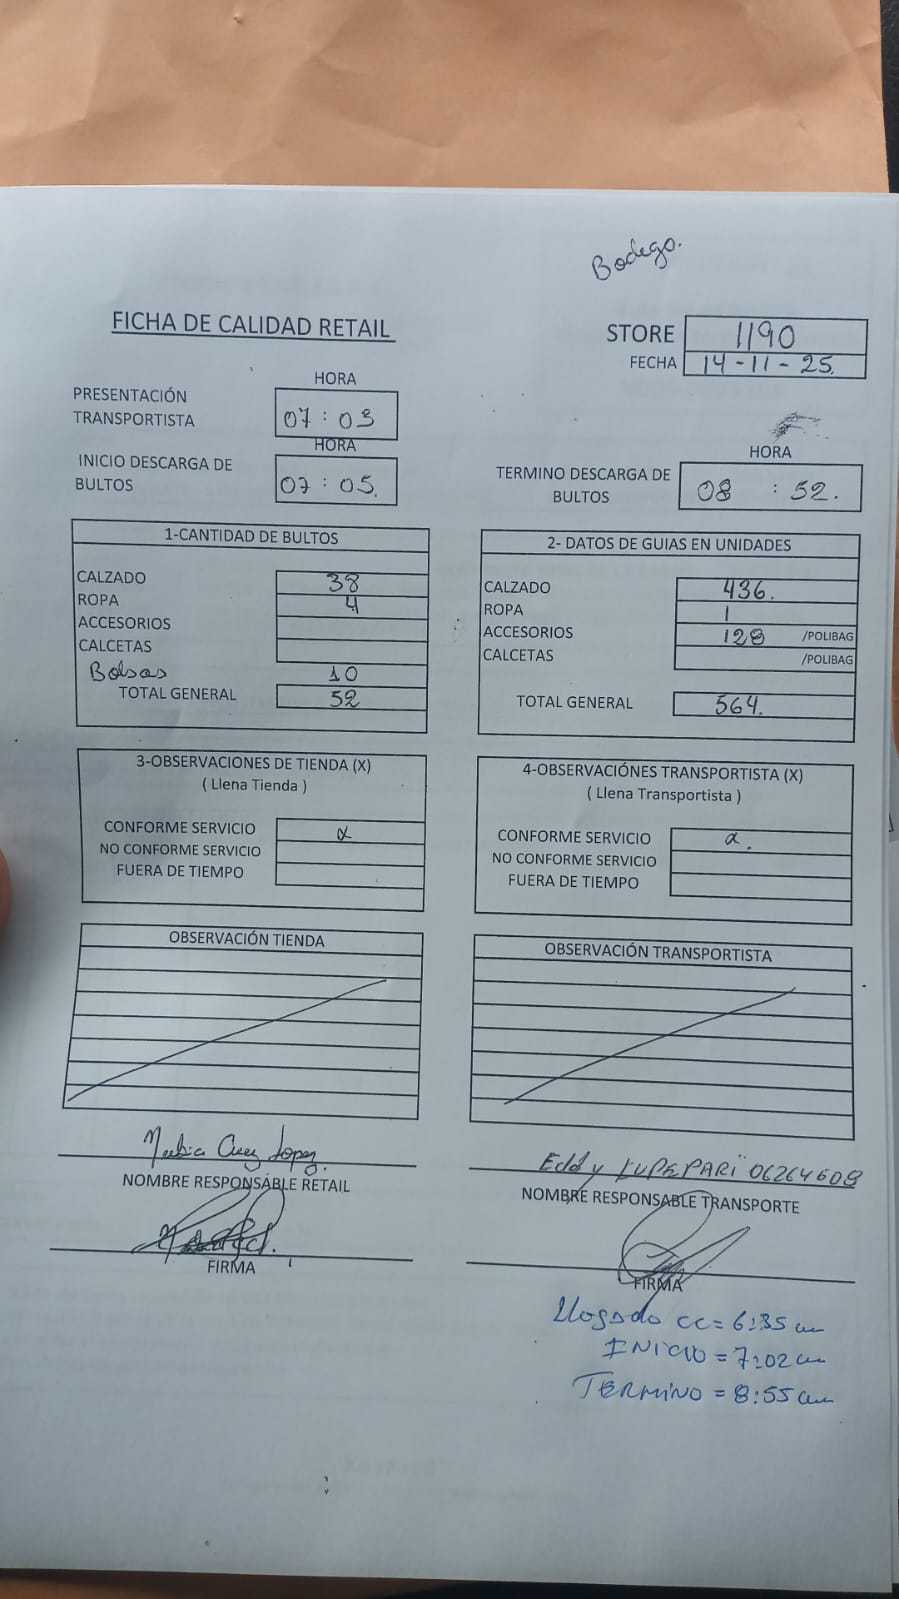 Bodega.
FICHA DE CALIDAD RETAIL
STORE 1190
FECHA 14-11-25.
HORA
PRESENTACIÓN TRANSPORTISTA 07:03
HORA
INICIO DESCARGA DE BULTOS 07:05.
HORA
TERMINO DESCARGA DE BULTOS 08:52.
1-CANTIDAD DE BULTOS
CALZADO 38
ROPA 4
ACCESORIOS
CALCETAS
Bolsas 10
TOTAL GENERAL 52
2- DATOS DE GUIAS EN UNIDADES
CALZADO 436.
ROPA 1
ACCESORIOS 128 /POLIBAG
CALCETAS /POLIBAG
TOTAL GENERAL 564.
3-OBSERVACIONES DE TIENDA (X)
( Llena Tienda )
CONFORME SERVICIO x
NO CONFORME SERVICIO
FUERA DE TIEMPO
4-OBSERVACIÓNES TRANSPORTISTA (X)
( Llena Transportista )
CONFORME SERVICIO x.
NO CONFORME SERVICIO
FUERA DE TIEMPO
OBSERVACIÓN TIENDA
OBSERVACIÓN TRANSPORTISTA
Cruz Lopez.
NOMBRE RESPONSABLE RETAIL
FIRMA
Eddy LUPEPARI 06264608
NOMBRE RESPONSABLE TRANSPORTE
FIRMA
Llegado cc = 6:35 am
INICIO = 7:02 am
TERMINO = 8:55 am